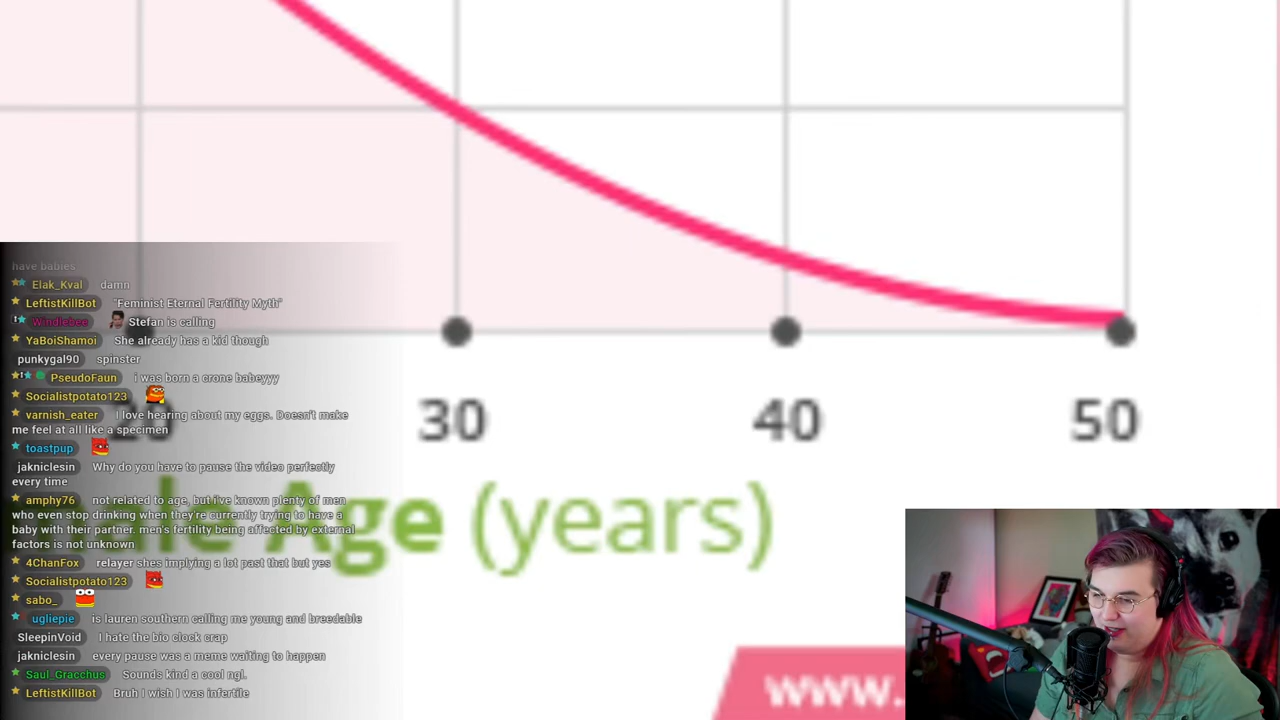 have babies
Elak_Kval damn
LeftistKillBot "Feminist Eternal Fertility Myth"
Windlebee Stefan is calling
YaBoiShamoi She already has a kid though
punkygal90 spinster
PseudoFaun i was born a crone babeyyy
Socialistpotato123
varnish_eater I love hearing about my eggs. Doesn't make
me feel at all like a specimen
toastpup
jakniclesin Why do you have to pause the video perfectly
every time
amphy76 not related to age, but I've known plenty of men
who even stop drinking when they're currently trying to have a
baby with their partner. men's fertility being affected by external
factors is not unknown
4ChanFox relayer shes implying a lot past that but yes
Socialistpotato123
sabo_
ugliepie is lauren southern calling me young and breedable
SleepinVoid I hate the bio clock crap
jakniclesin every pause was a meme waiting to happen
Saul_Gracchus Sounds kind a cool ngl.
LeftistKillBot Bruh I wish I was infertile
20 30 40 50
le Age (years)
www.